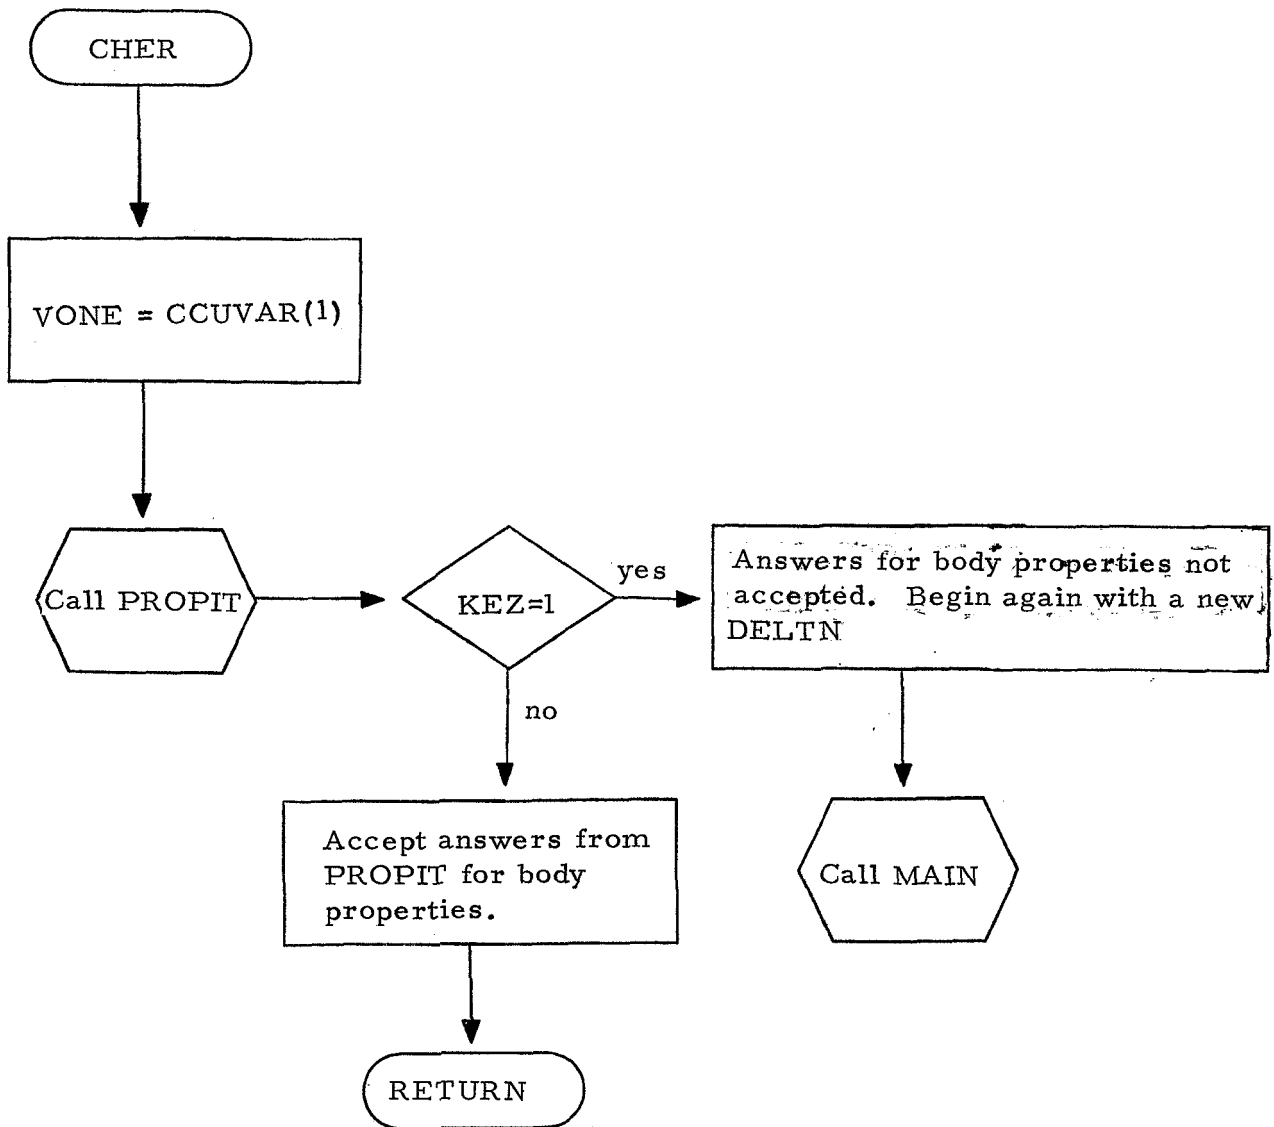 CHER
VONE = CCUVAR(1)
Call PROPIT
KEZ=1
yes
Answers for body properties not
accepted. Begin again with a new
DELTN
no
Accept answers from
PROPIT for body
properties.
Call MAIN
RETURN